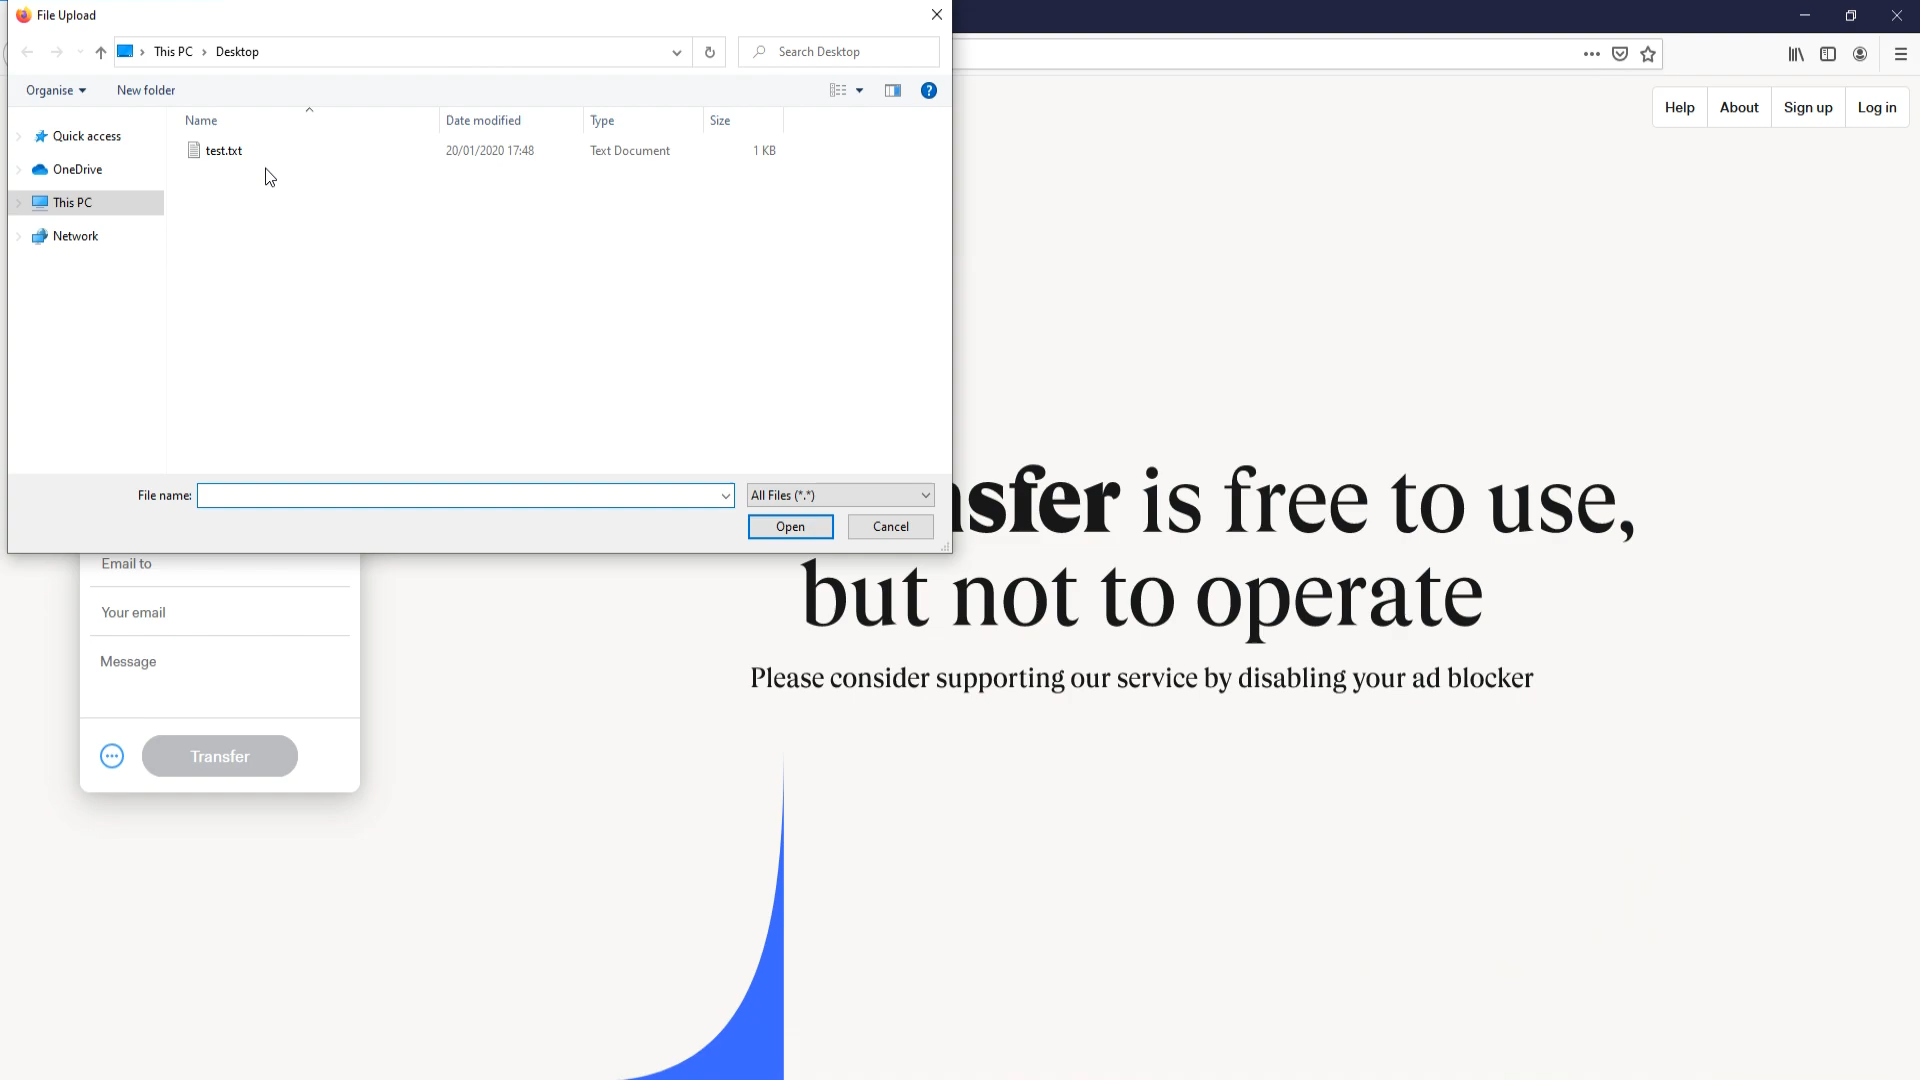 File Upload
This PC > Desktop
Search Desktop
Organise
New folder
Name
Date modified
Type
Size
test.txt
20/01/2020 17:48
Text Document
1 KB
Quick access
OneDrive
This PC
Network
File name:
All Files (*.*)
Open
Cancel
Help
About
Sign up
Log in
sfer is free to use,
but not to operate
Please consider supporting our service by disabling your ad blocker
Email to
Your email
Message
Transfer